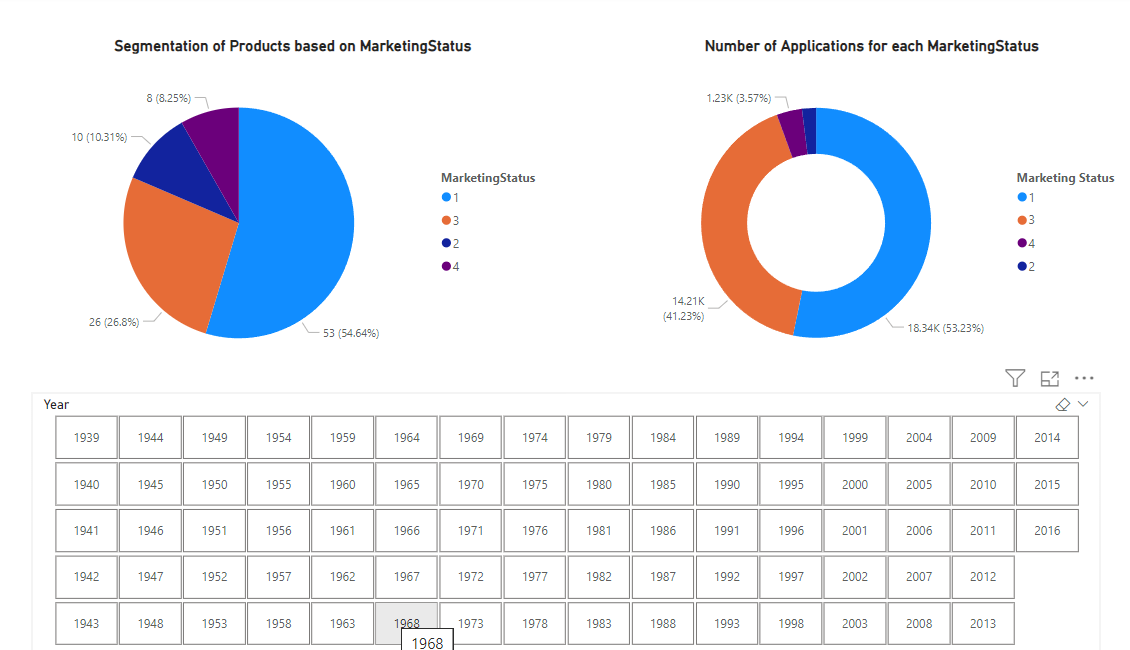 Segmentation of Products based on MarketingStatus
8 (8.25%)
10 (10.31%)
26 (26.8%)
53 (54.64%)
MarketingStatus
1
3
2
4
Number of Applications for each MarketingStatus
1.23K (3.57%)
14.21K
(41.23%)
18.34K (53.23%)
Marketing Status
1
3
4
2
Year
1939 1944 1949 1954 1959 1964 1969 1974 1979 1984 1989 1994 1999 2004 2009 2014
1940 1945 1950 1955 1960 1965 1970 1975 1980 1985 1990 1995 2000 2005 2010 2015
1941 1946 1951 1956 1961 1966 1971 1976 1981 1986 1991 1996 2001 2006 2011 2016
1942 1947 1952 1957 1962 1967 1972 1977 1982 1987 1992 1997 2002 2007 2012
1943 1948 1953 1958 1963 1968 1973 1978 1983 1988 1993 1998 2003 2008 2013
1968